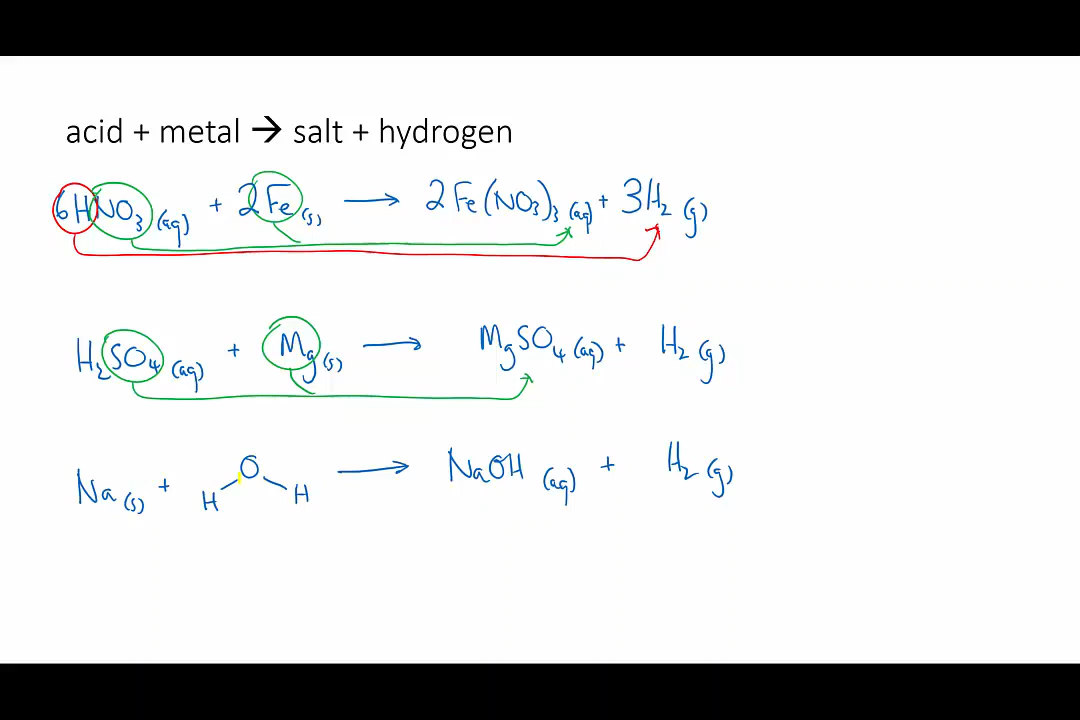 acid + metal → salt + hydrogen
6HNO₃ (aq) + 2Fe (s) → 2Fe(NO₃)₃ (aq) + 3H₂ (g)
H₂SO₄ (aq) + Mg (s) → MgSO₄ (aq) + H₂ (g)
Na (s) + H O H → NaOH (aq) + H₂ (g)